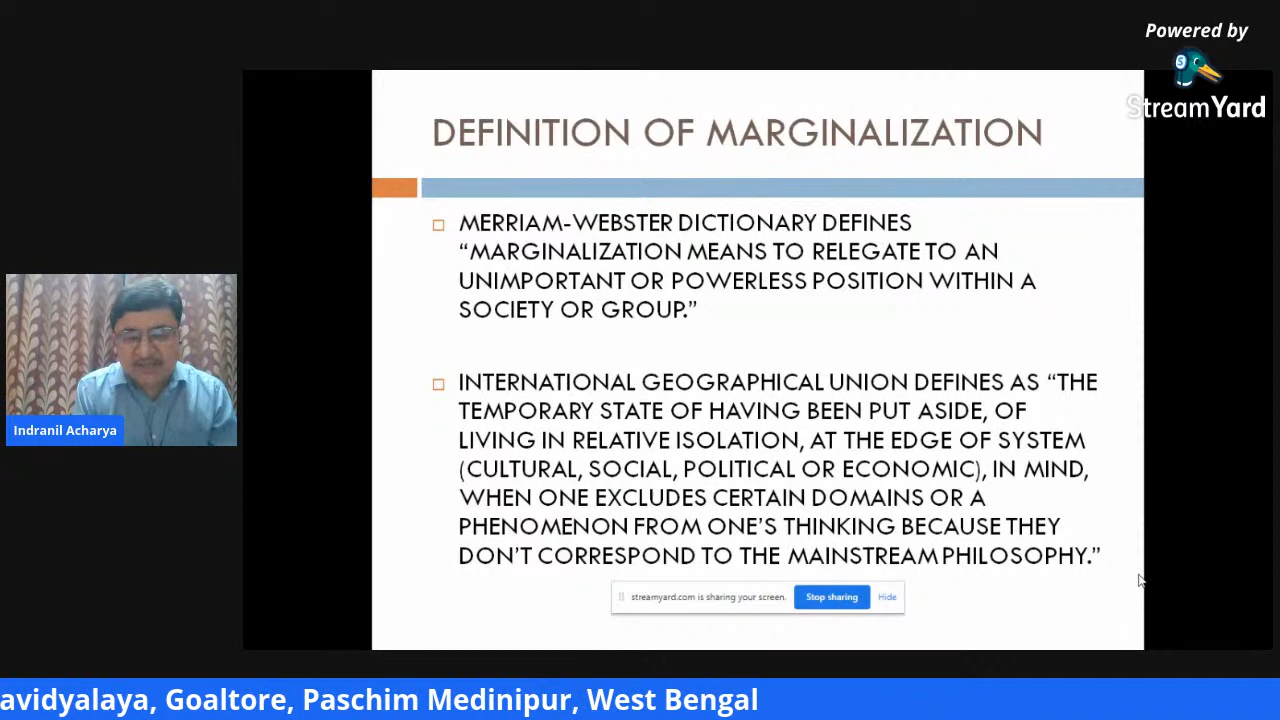 Powered by
StreamYard
DEFINITION OF MARGINALIZATION
MERRIAM-WEBSTER DICTIONARY DEFINES
“MARGINALIZATION MEANS TO RELEGATE TO AN
UNIMPORTANT OR POWERLESS POSITION WITHIN A
SOCIETY OR GROUP.”
INTERNATIONAL GEOGRAPHICAL UNION DEFINES AS “THE
TEMPORARY STATE OF HAVING BEEN PUT ASIDE, OF
LIVING IN RELATIVE ISOLATION, AT THE EDGE OF SYSTEM
(CULTURAL, SOCIAL, POLITICAL OR ECONOMIC), IN MIND,
WHEN ONE EXCLUDES CERTAIN DOMAINS OR A
PHENOMENON FROM ONE’S THINKING BECAUSE THEY
DON’T CORRESPOND TO THE MAINSTREAM PHILOSOPHY.”
Indranil Acharya
streamyard.com is sharing your screen. Stop sharing Hide
avidyalaya, Goaltore, Paschim Medinipur, West Bengal